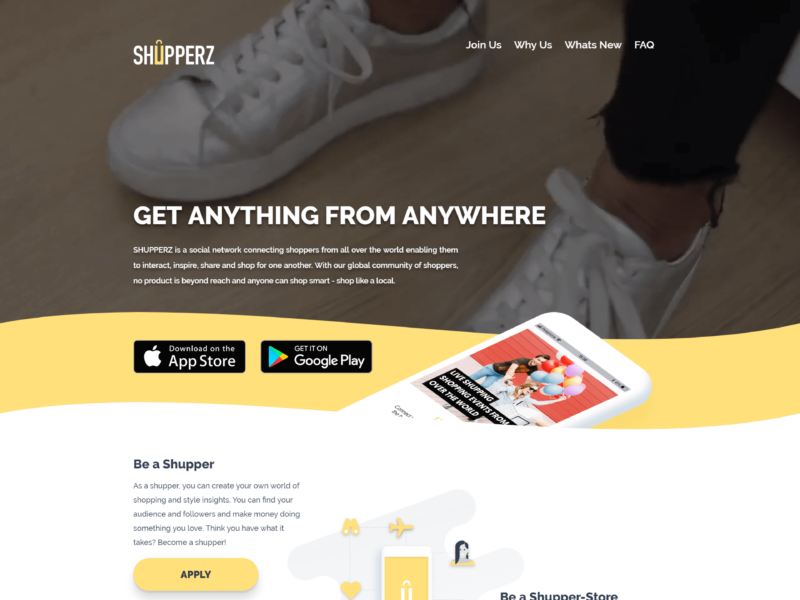 SHUPPERZ
Join Us Why Us Whats New FAQ
GET ANYTHING FROM ANYWHERE
SHUPPERZ is a social network connecting shoppers from all over the world enabling them
to interact, inspire, share and shop for one another. With our global community of shoppers,
no product is beyond reach and anyone can shop smart - shop like a local.
Download on the
App Store
GET IT ON
Google Play
LIVE SHUPPING
SHOPPING EVENTS FROM
OVER THE WORLD
Connect
Be a Shupper
As a shupper, you can create your own world of
shopping and style insights. You can find your
audience and followers and make money doing
something you love. Think you have what it
takes? Become a shupper!
APPLY
Be a Shupper-Store